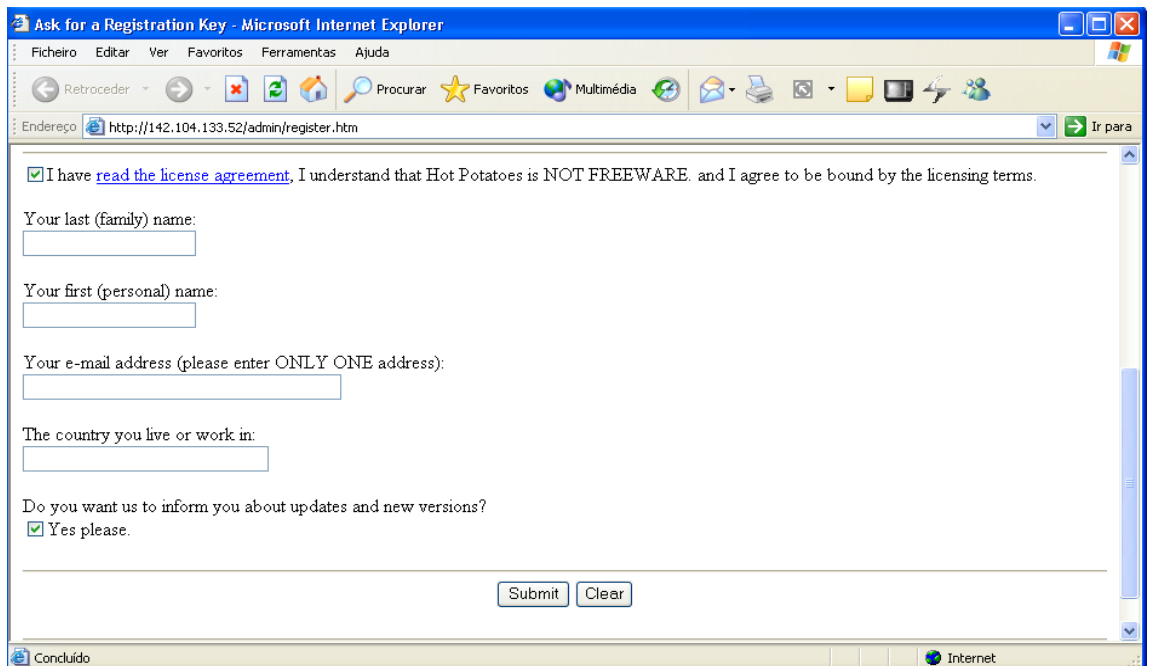 Ask for a Registration Key - Microsoft Internet Explorer
Ficheiro Editar Ver Favoritos Ferramentas Ajuda
Retroceder Procurar Favoritos Multimédia
Endereço http://142.104.133.52/admin/register.htm Ir para
I have read the license agreement, I understand that Hot Potatoes is NOT FREEWARE. and I agree to be bound by the licensing terms.
Your last (family) name:
Your first (personal) name:
Your e-mail address (please enter ONLY ONE address):
The country you live or work in:
Do you want us to inform you about updates and new versions?
Yes please.
Submit Clear
Concluído Internet